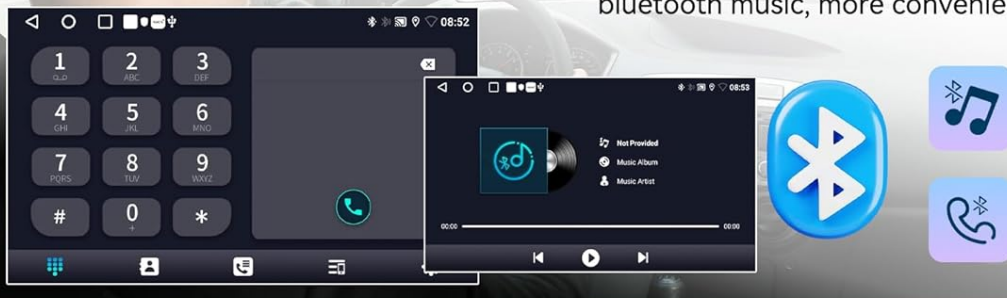 bluetooth music, more convenie
08:52
1 2 3
ABC DEF
4 5 6
GHI JKL MNO
7 8 9
PQRS TUV WXYZ
# 0 *
+
08:53
Not Provided
Music Album
Music Artist
00:00 00:00